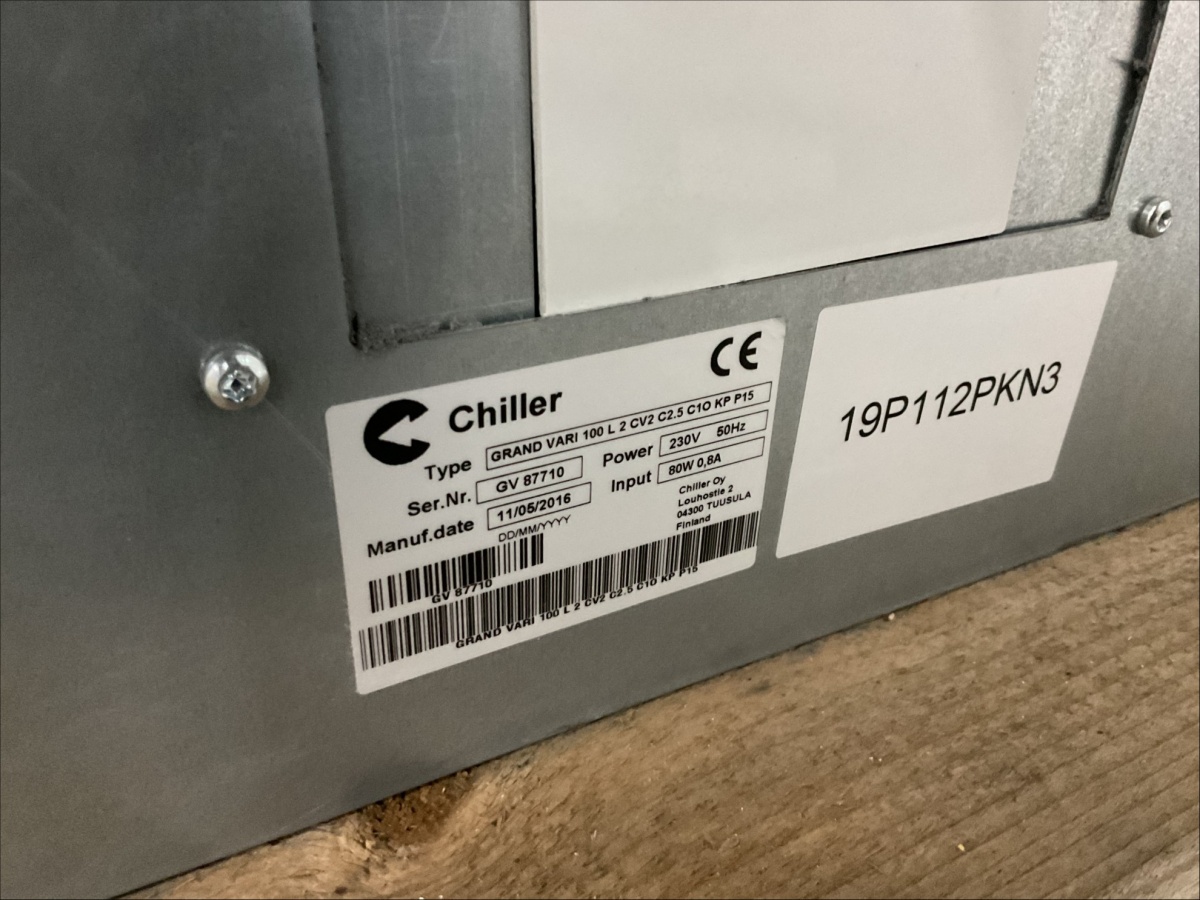 Chiller
CE
Type GRAND VARI 100 L 2 CV2 C2.5 C1O KP P15
Ser.Nr. GV 87710
Power 230V 50Hz
Manuf.date 11/05/2016
Input 80W 0,8A
DD/MM/YYYY
Chiller Oy
Louhostie 2
04300 TUUSULA
Finland
GV 87710
GRAND VARI 100 L 2 CV2 C2.5 C1O KP P15
19P112PKN3